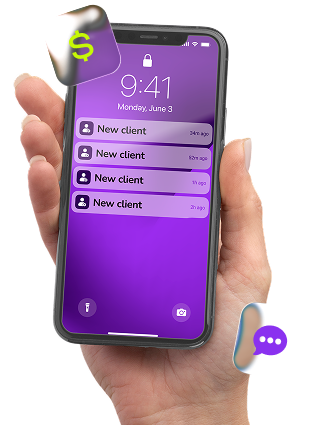 $
9:41
Monday, June 3
New client
34m ago
New client
52m ago
New client
1h ago
New client
2h ago